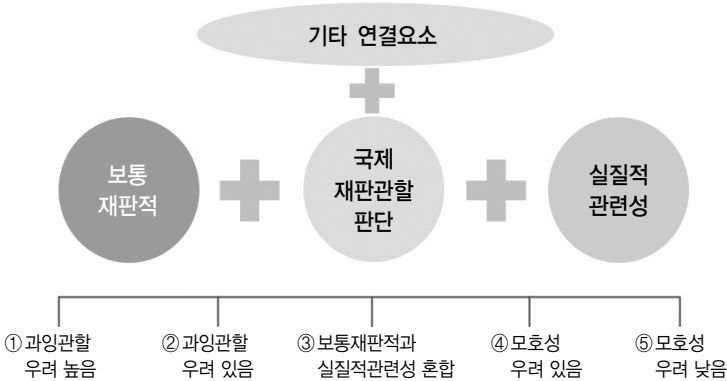 기타 연결요소
보통
재판적
국제
재판관할
판단
실질적
관련성
① 과잉관할
우려 높음
② 과잉관할
우려 있음
③ 보통재판적과
실질적관련성 혼합
④ 모호성
우려 있음
⑤ 모호성
우려 낮음